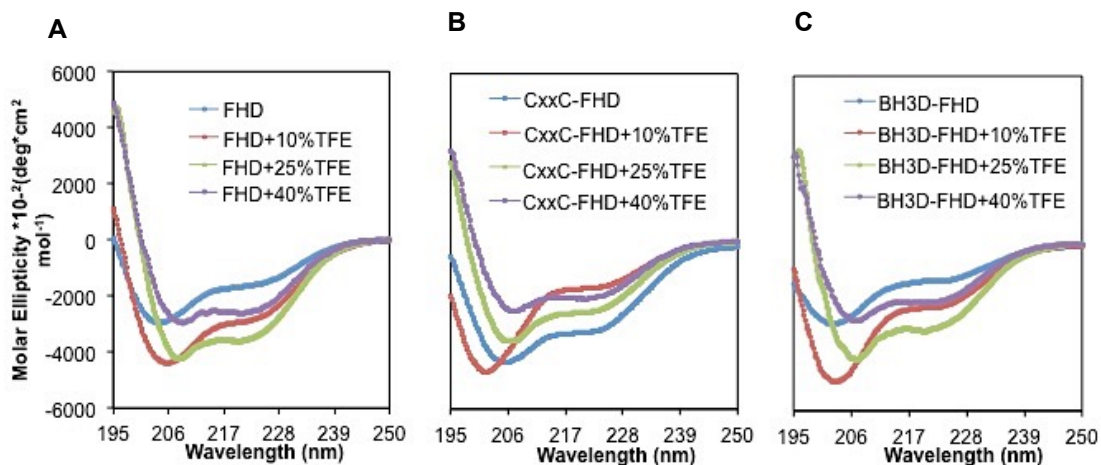 A
B
C
6000
4000
2000
0
-2000
-4000
-6000
Molar Ellipticity *10-²(deg*cm²
mol-¹)
FHD
FHD+10%TFE
FHD+25%TFE
FHD+40%TFE
195 206 217 228 239 250
Wavelength (nm)
CxxC-FHD
CxxC-FHD+10%TFE
CxxC-FHD+25%TFE
CxxC-FHD+40%TFE
195 206 217 228 239 250
Wavelength (nm)
BH3D-FHD
BH3D-FHD+10%TFE
BH3D-FHD+25%TFE
BH3D-FHD+40%TFE
195 206 217 228 239 250
Wavelength (nm)